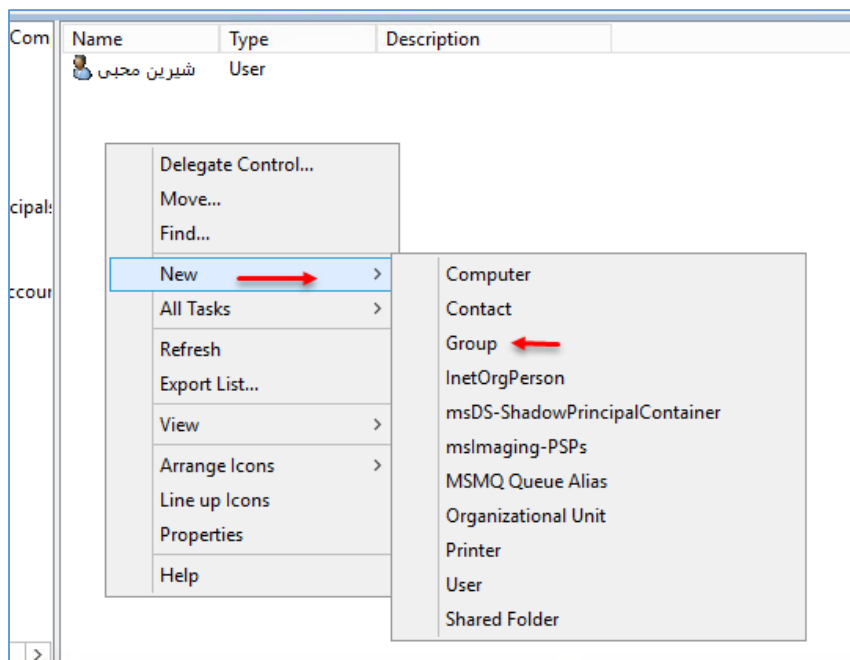 Com
Name Type Description
شیرین محبی User
Delegate Control...
Move...
cipals
Find...
New
Computer
ccour
All Tasks
Contact
Refresh
Group
Export List...
InetOrgPerson
View
msDS-ShadowPrincipalContainer
msImaging-PSPs
Arrange Icons
MSMQ Queue Alias
Line up Icons
Organizational Unit
Properties
Printer
Help
User
Shared Folder